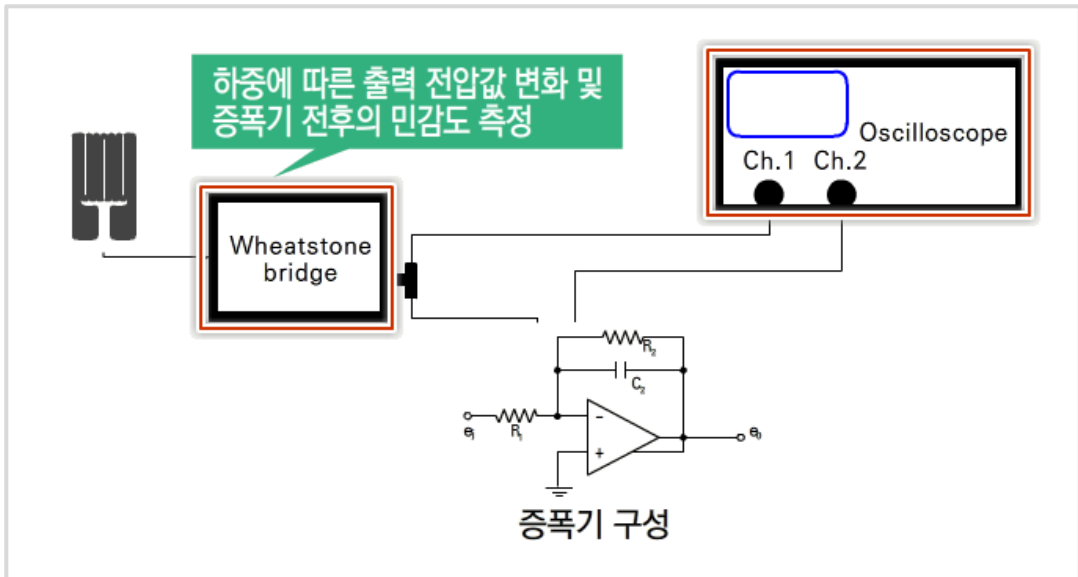 하중에 따른 출력 전압값 변화 및
증폭기 전후의 민감도 측정
Oscilloscope
Ch.1 Ch.2
Wheatstone
bridge
R₂
C₂
e₁ R₁ - e₀
+
증폭기 구성